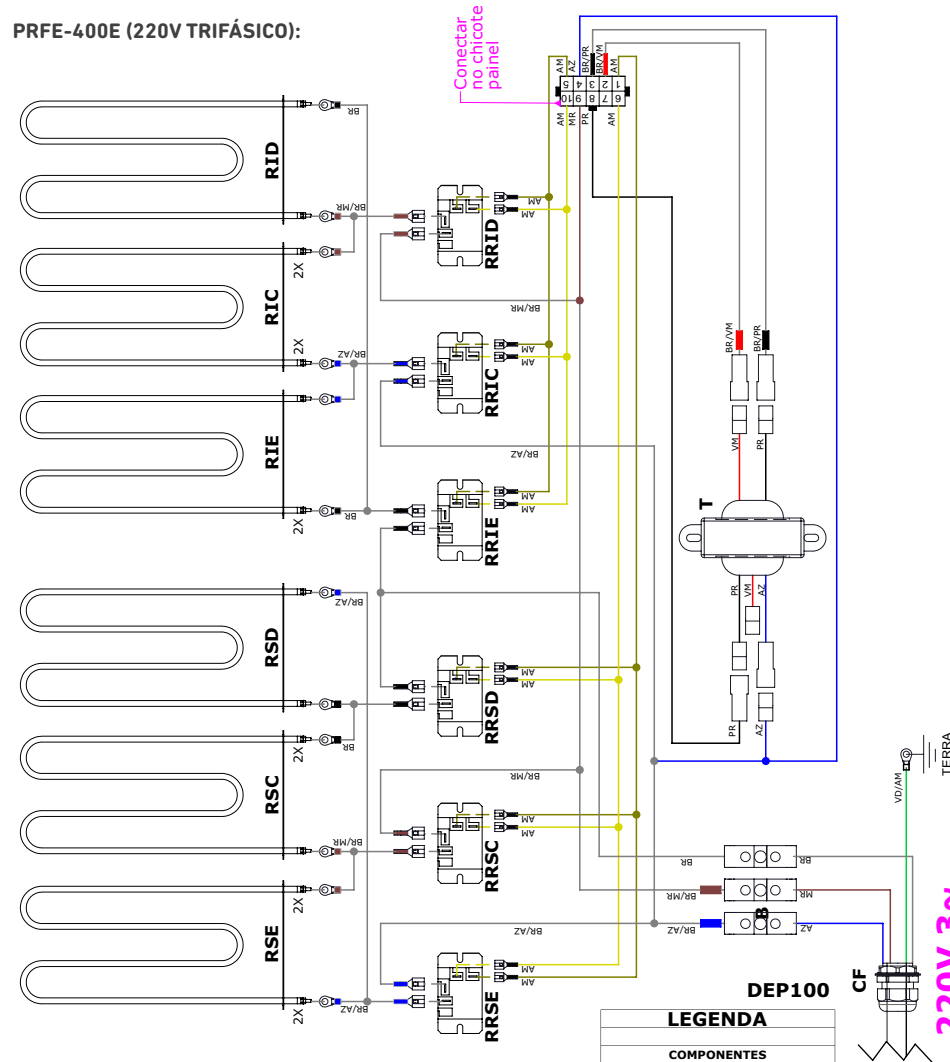 PRFE-400E (220V TRIFÁSICO):
Conectar
no chicote
painel
AM
AZ
BR/PR
BR/VM
AM
5
4
3
2
1
10
9
8
7
6
AM
MR
PR
AM
BR
RID
BR/MR
2X
RIC
2X
BR/AZ
RIE
2X
BR
RSD
BR/AZ
2X
BR
RSC
BR/MR
2X
RSE
2X
BR/AZ
RRID
AM
AM
BR/MR
RRIC
AM
AM
BR/AZ
RRIE
AM
AM
RRSD
AM
AM
BR/MR
RRSC
AM
AM
BR/AZ
RRSE
AM
AM
BR/VM
BR/PR
VM
PR
T
PR
VM
AZ
PR
AZ
VD/AM
TERRA
BR
BR
BR/MR
MR
BR/AZ
B
AZ
CF
DEP100
220V 3~
LEGENDA
COMPONENTES